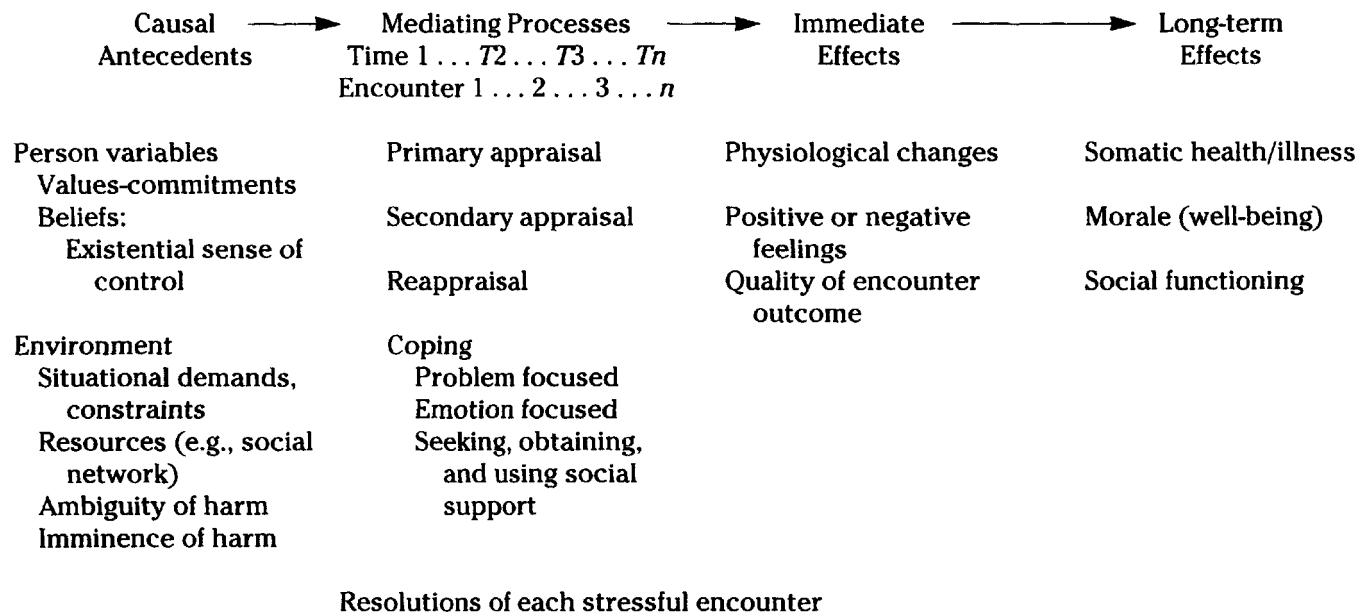 Causal Antecedents
Mediating Processes
Time 1 . . . T2 . . . T3 . . . Tn
Encounter 1 . . . 2 . . . 3 . . . n
Immediate Effects
Long-term Effects
Person variables
Values-commitments
Beliefs:
Existential sense of
control
Environment
Situational demands,
constraints
Resources (e.g., social
network)
Ambiguity of harm
Imminence of harm
Primary appraisal
Secondary appraisal
Reappraisal
Coping
Problem focused
Emotion focused
Seeking, obtaining,
and using social
support
Physiological changes
Positive or negative
feelings
Quality of encounter
outcome
Somatic health/illness
Morale (well-being)
Social functioning
Resolutions of each stressful encounter